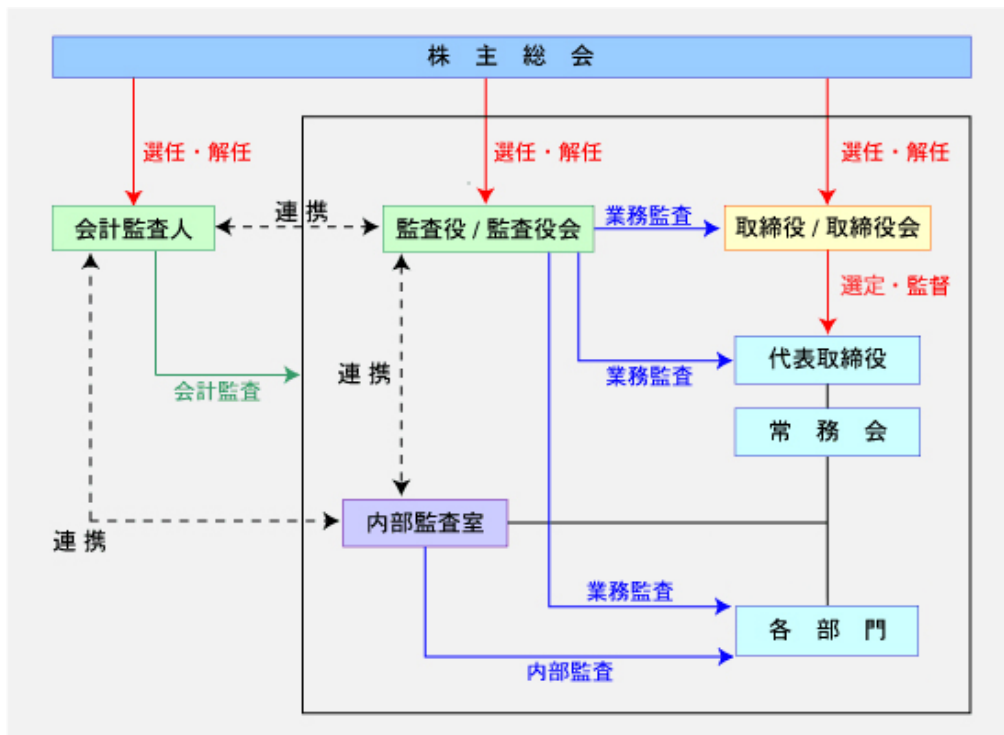 株 主 総 会
選任・解任
選任・解任
選任・解任
会計監査人
連 携
監査役 / 監査役会
業務監査
取締役 / 取締役会
選定・監督
代表取締役
業務監査
連 携
会計監査
常 務 会
内部監査室
連 携
業務監査
各 部 門
内部監査